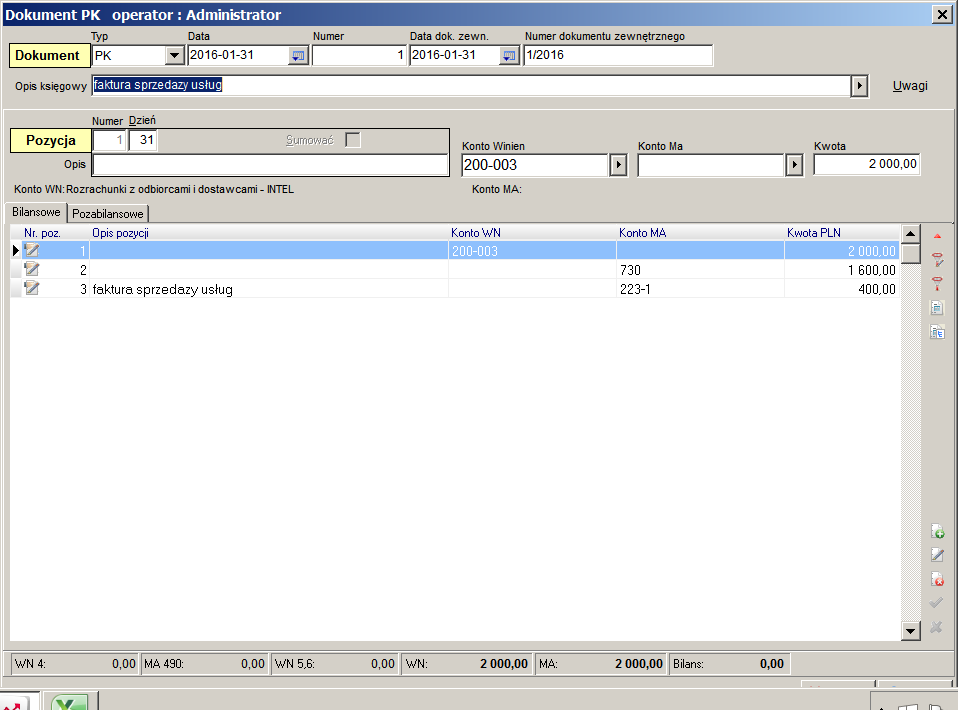 Dokument PK operator : Administrator
Typ Data Numer Data dok. zewn. Numer dokumentu zewnętrznego
Dokument PK 2016-01-31 1 2016-01-31 1/2016
Opis księgowy faktura sprzedazy usług Uwagi
Numer Dzień
Pozycja 1 31 Sumować Konto Winien Konto Ma Kwota
Opis 200-003 2 000,00
Konto WN: Rozrachunki z odbiorcami i dostawcami - INTEL Konto MA:
Bilansowe Pozabilansowe
Nr. poz. Opis pozycji Konto WN Konto MA Kwota PLN
1 200-003 2 000,00
2 730 1 600,00
3 faktura sprzedazy usług 223-1 400,00
WN 4: 0,00 MA 490: 0,00 WN 5,6: 0,00 WN: 2 000,00 MA: 2 000,00 Bilans: 0,00